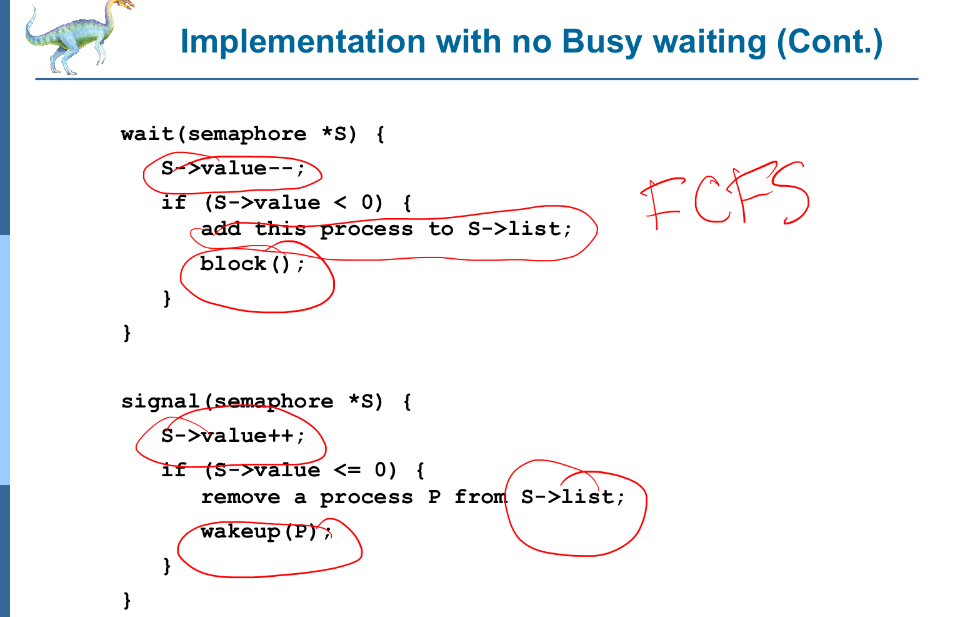 Implementation with no Busy waiting (Cont.)
wait(semaphore *S) {
S->value--;
if (S->value < 0) {
add this process to S->list;
block();
}
}
FCFS
signal(semaphore *S) {
S->value++;
if (S->value <= 0) {
remove a process P from S->list;
wakeup(P);
}
}